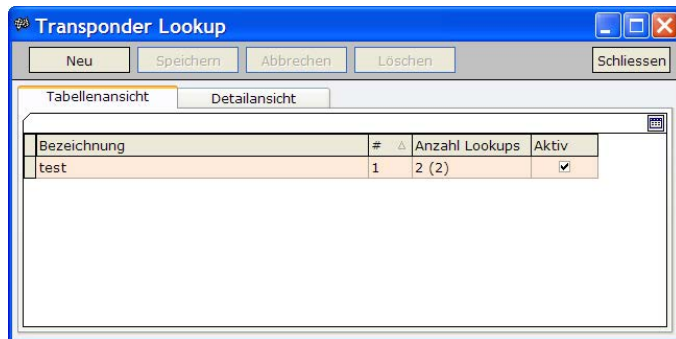 Transponder Lookup
Neu Speichern Abbrechen Löschen Schliessen
Tabellenansicht Detailansicht
Bezeichnung # Anzahl Lookups Aktiv
test 1 2 (2)